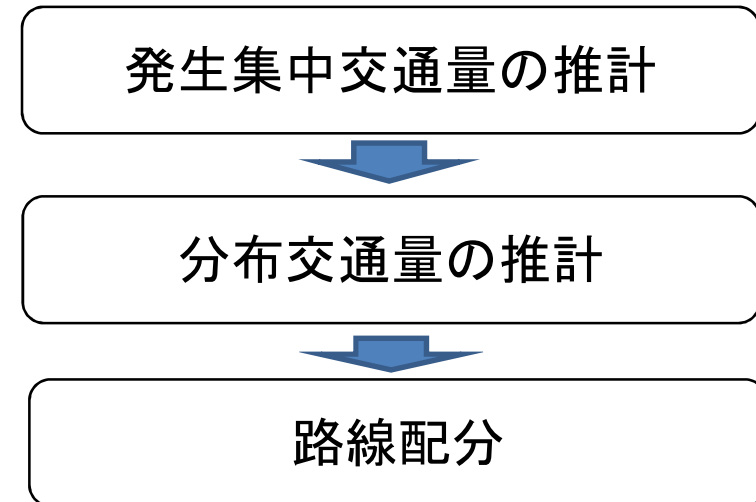 発生集中交通量の推計
分布交通量の推計
路線配分